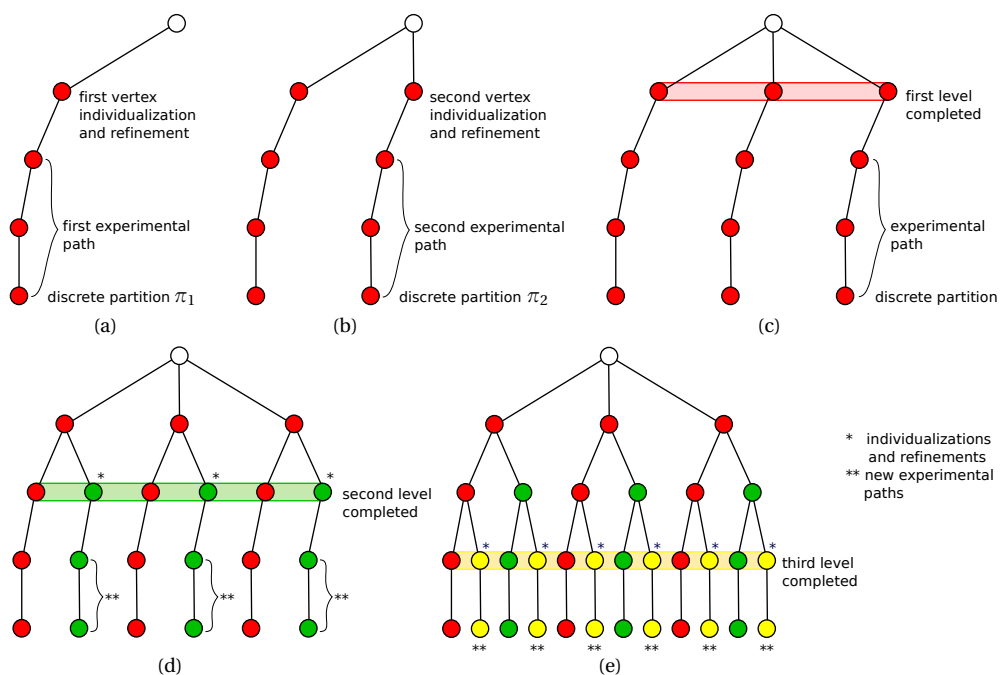 first vertex
individualization
and refinement
first experimental
path
discrete partition π1
(a)
second vertex
individualization
and refinement
second experimental
path
discrete partition π2
(b)
first level
completed
experimental
path
discrete partition
(c)
* * *
second level
completed
** ** **
(d)
* individualizations
and refinements
** new experimental
paths
* * * * * *
third level
completed
** ** ** ** ** **
(e)